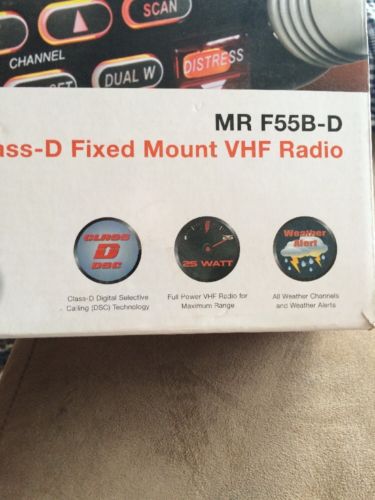 SCAN
CHANNEL
DUAL W
DISTRESS
MR F55B-D
ass-D Fixed Mount VHF Radio
CLASS
D
DSC
25
25 WATT
Weather
Alert
Class-D Digital Selective
Calling (DSC) Technology
Full Power VHF Radio for
Maximum Range
All Weather Channels
and Weather Alerts